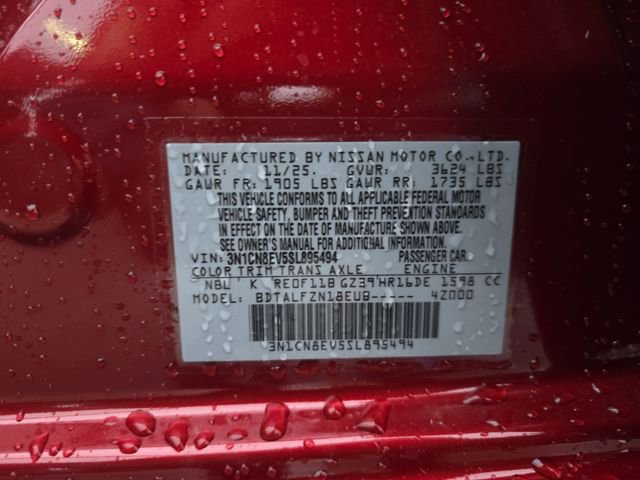 MANUFACTURED BY NISSAN MOTOR CO.,LTD.
DATE: 11/25. GVWR: 3624 LBS
GAWR FR: 1905 LBS GAWR RR: 1735 LBS
THIS VEHICLE CONFORMS TO ALL APPLICABLE FEDERAL MOTOR
VEHICLE SAFETY, BUMPER AND THEFT PREVENTION STANDARDS
IN EFFECT ON THE DATE OF MANUFACTURE SHOWN ABOVE.
SEE OWNER'S MANUAL FOR ADDITIONAL INFORMATION.
VIN: 3N1CN8EV5SL895494 PASSENGER CAR.
COLOR TRIM TRANS AXLE ENGINE
NBL K RE0F11B GZ39 HR16DE 1598 CC
MODEL: BDTALFZN18EUB----- 4Z000
3N1CN8EV5SL895494